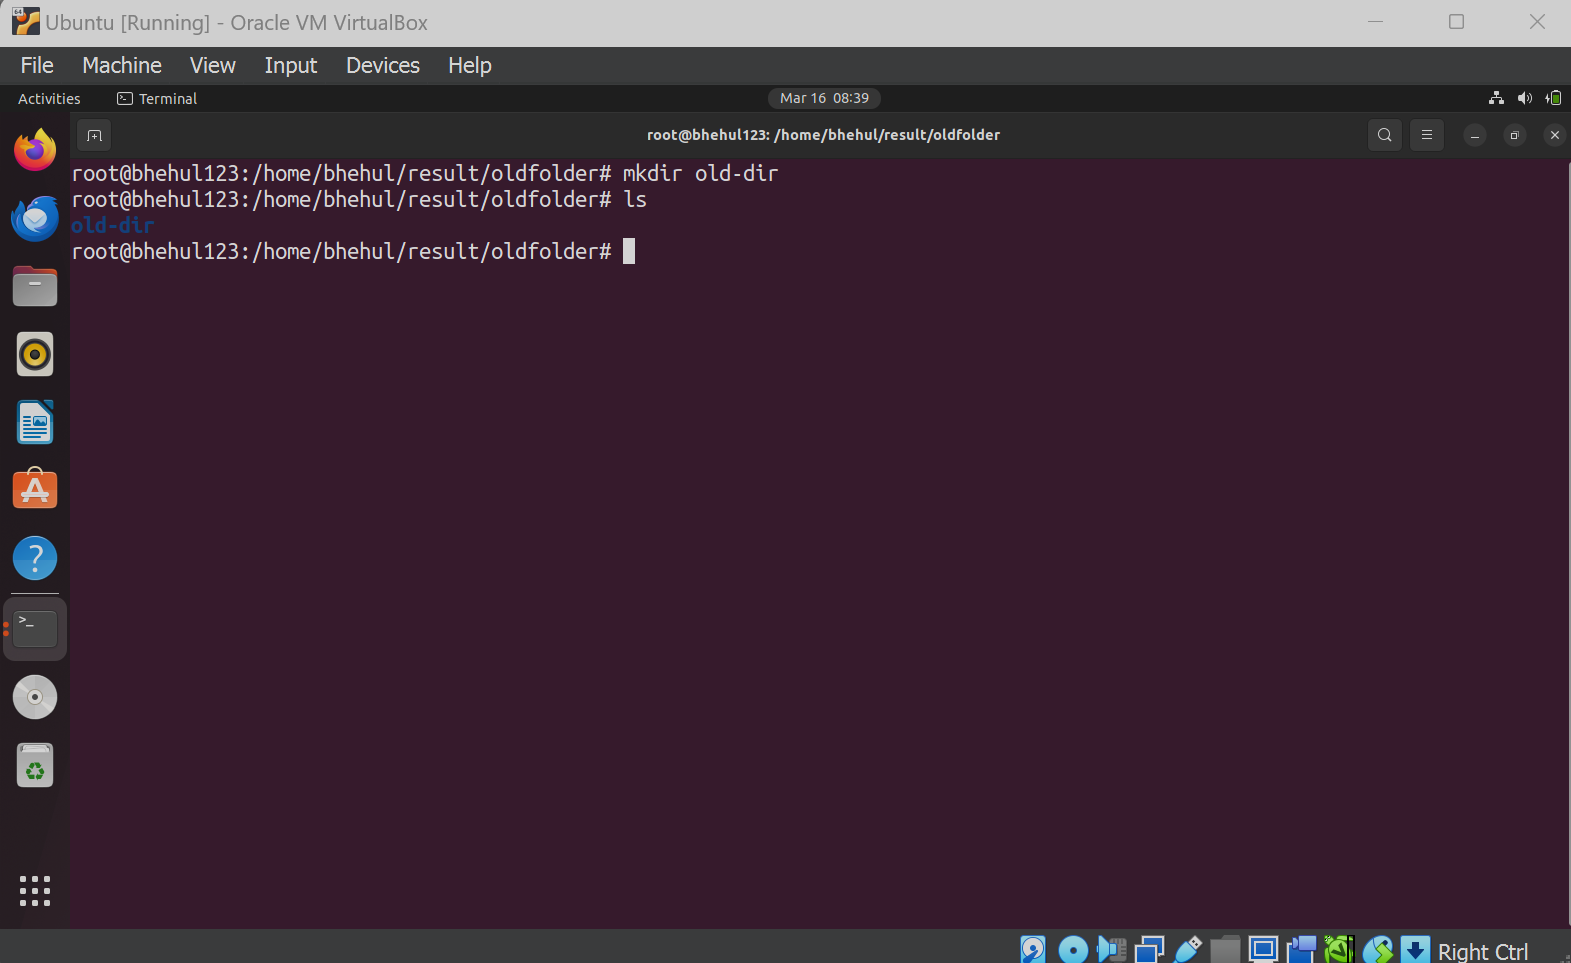 Ubuntu [Running] - Oracle VM VirtualBox
File Machine View Input Devices Help
Activities Terminal Mar 16 08:39
root@bhehul123: /home/bhehul/result/oldfolder
root@bhehul123:/home/bhehul/result/oldfolder# mkdir old-dir
root@bhehul123:/home/bhehul/result/oldfolder# ls
old-dir
root@bhehul123:/home/bhehul/result/oldfolder#
Right Ctrl